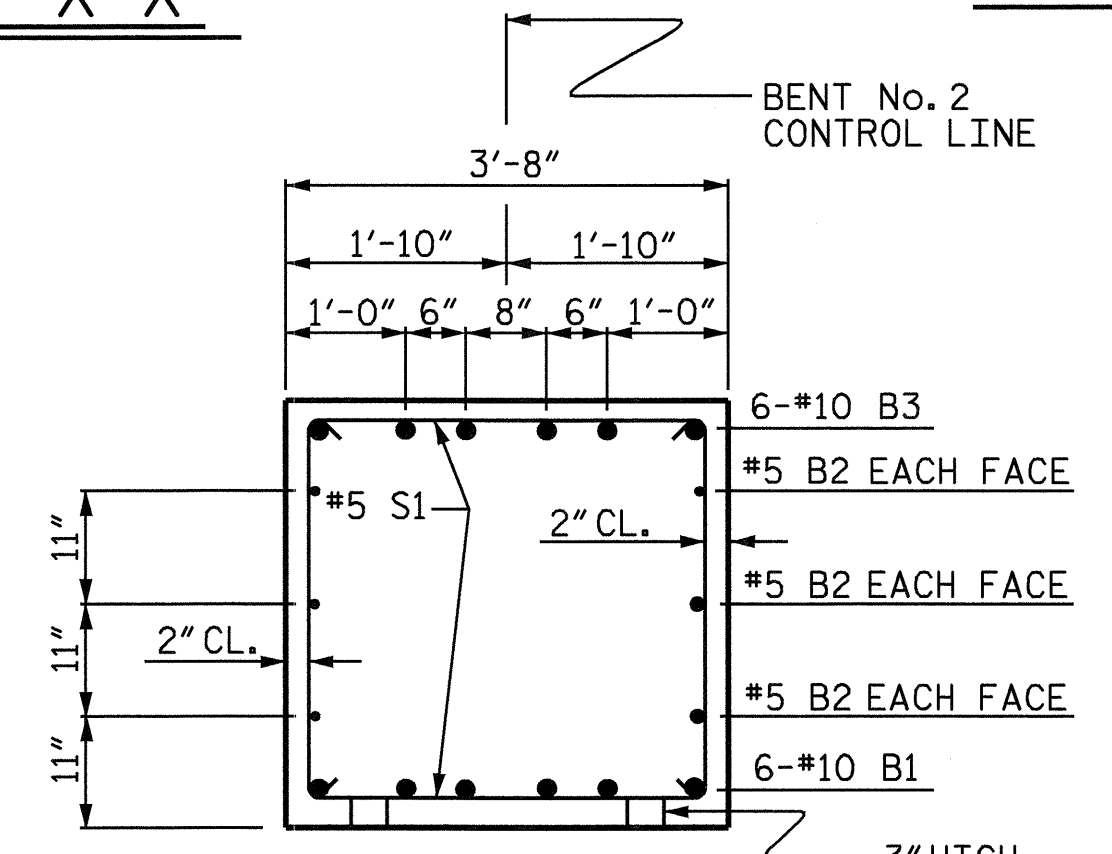 BENT No. 2
CONTROL LINE
3'-8"
1'-10" 1'-10"
1'-0" 6" 8" 6" 1'-0"
6-#10 B3
#5 B2 EACH FACE
#5 S1
2" CL.
11"
#5 B2 EACH FACE
11"
2" CL.
#5 B2 EACH FACE
11"
6-#10 B1